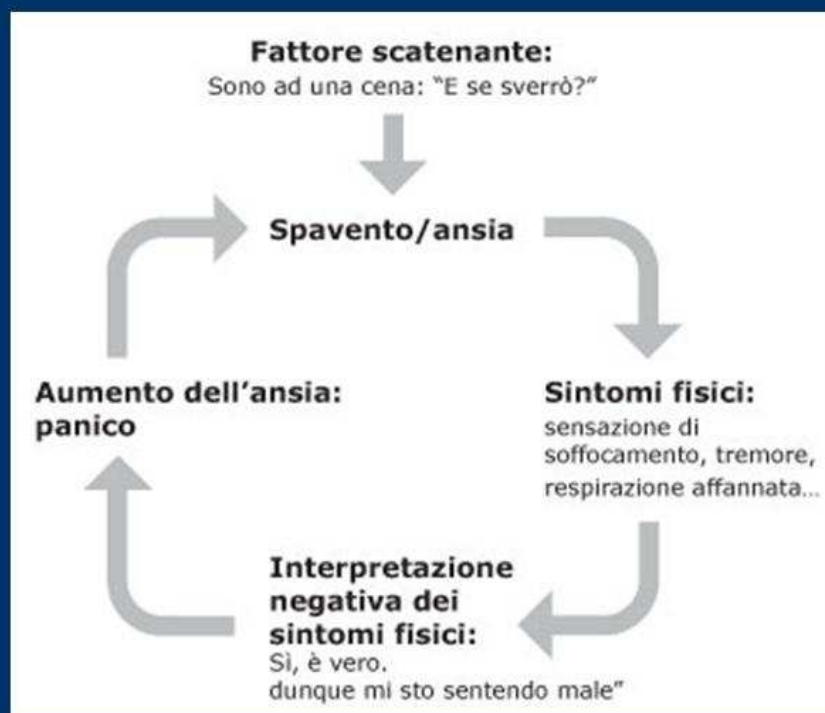 Fattore scatenante:
Sono ad una cena: "E se sverrò?"
Spavento/ansia
Sintomi fisici:
sensazione di
soffocamento, tremore,
respirazione affannata...
Interpretazione
negativa dei
sintomi fisici:
Sì, è vero.
dunque mi sto sentendo male"
Aumento dell'ansia:
panico